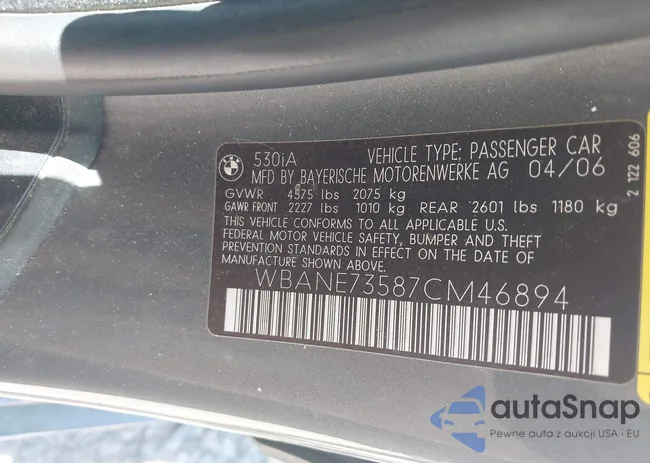 530iA VEHICLE TYPE: PASSENGER CAR
MFD BY BAYERISCHE MOTORENWERKE AG 04/06
GVWR 4575 lbs 2075 kg
GAWR FRONT 2227 lbs 1010 kg REAR 2601 lbs 1180 kg
THIS VEHICLE CONFORMS TO ALL APPLICABLE U.S.
FEDERAL MOTOR VEHICLE SAFETY, BUMPER AND THEFT
PREVENTION STANDARDS IN EFFECT ON THE DATE OF
MANUFACTURE SHOWN ABOVE.
WBANE73587CM46894
2 122 606
autoSnap
Pewne auta z aukcji USA i EU